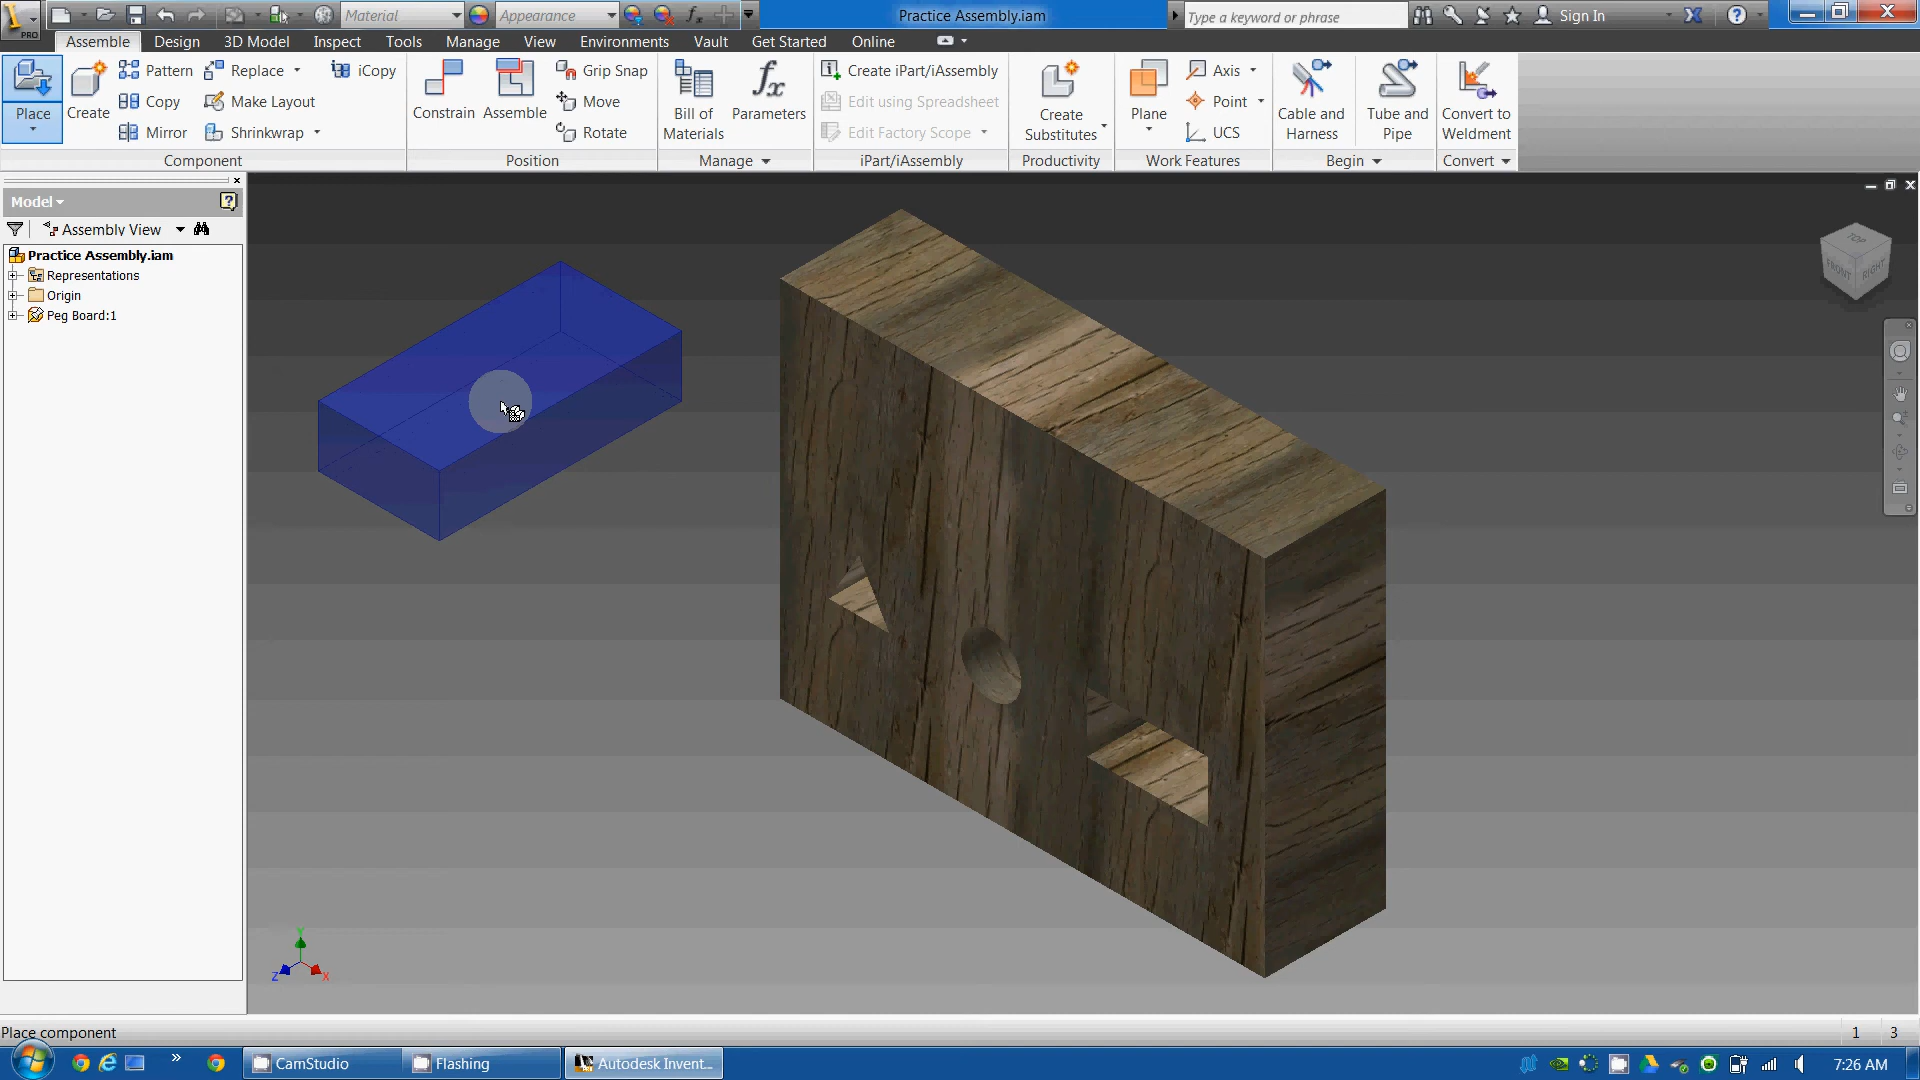 PRO Material Appearance Practice Assembly.iam Type a keyword or phrase Sign In
Assemble Design 3D Model Inspect Tools Manage View Environments Vault Get Started Online
Place
Create
Pattern
Copy
Mirror
Replace
Make Layout
Shrinkwrap
iCopy
Component
Constrain
Assemble
Grip Snap
Move
Rotate
Position
Bill of
Materials
Parameters
Manage
Create iPart/iAssembly
Edit using Spreadsheet
Edit Factory Scope
iPart/iAssembly
Create
Substitutes
Productivity
Plane
Axis
Point
UCS
Work Features
Cable and
Harness
Tube and
Pipe
Begin
Convert to
Weldment
Convert
Model
Assembly View
Practice Assembly.iam
Representations
Origin
Peg Board:1
TOP
FRONT RIGHT
Y
Z X
Place component 1 3
CamStudio Flashing Autodesk Invent... 7:26 AM